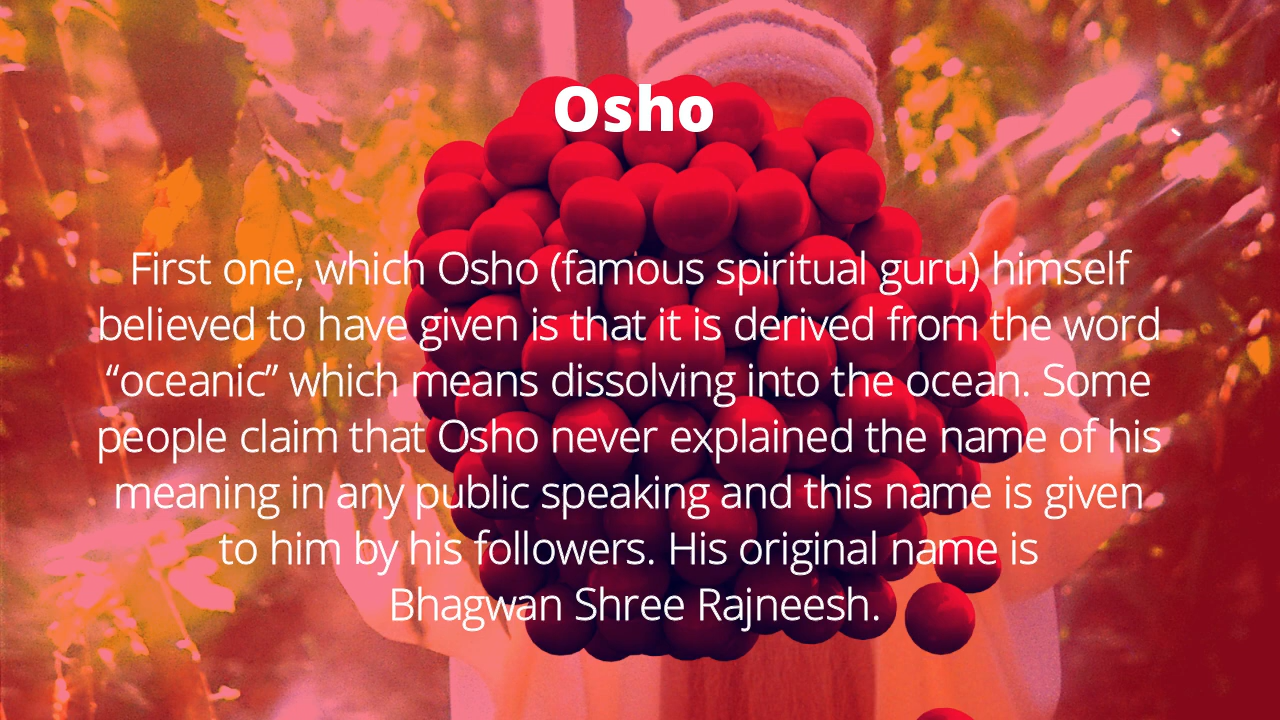 Osho
First one, which Osho (famous spiritual guru) himself
believed to have given is that it is derived from the word
“oceanic” which means dissolving into the ocean. Some
people claim that Osho never explained the name of his
meaning in any public speaking and this name is given
to him by his followers. His original name is
Bhagwan Shree Rajneesh.